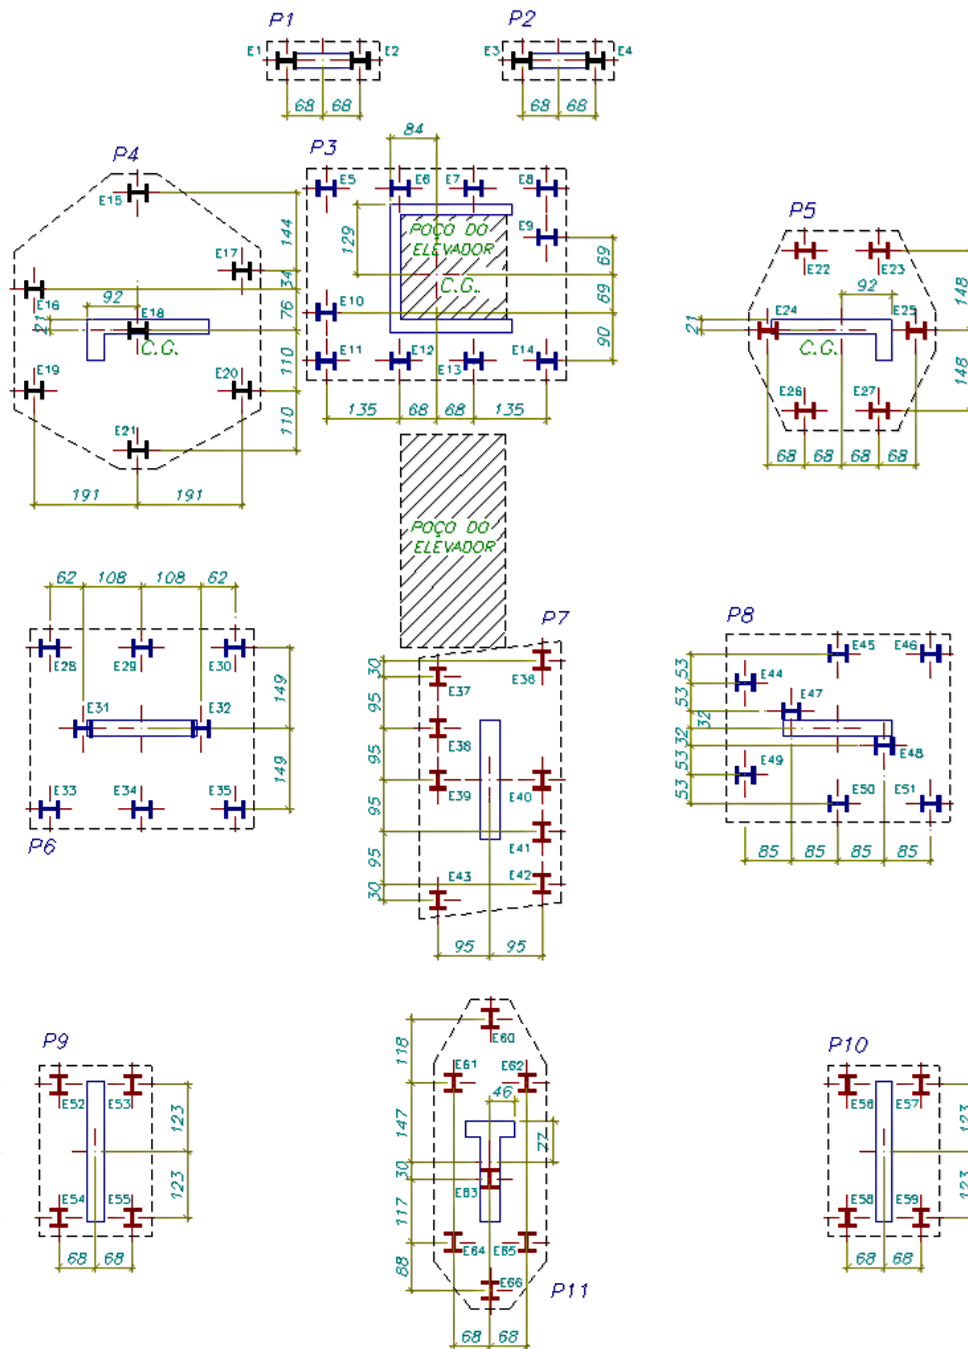 P1
P2
E1
E2
E3
E4
68
68
68
68
84
P3
P4
E15
E5
E6
E7
E8
P5
144
129
POÇO DO
ELEVADOR
E9
E17
E22
E23
69
34
C.G.
E16
92
92
148
76
69
21
E18
E10
21
E24
E25
C.G.
C.G.
90
110
E11
E12
E13
E14
E19
E20
E26
E27
148
110
135
68
68
135
E21
68
68
68
68
191
191
POÇO DO
ELEVADOR
62
108
108
62
P7
P8
E28
E29
E30
30
E36
E37
53
E45
E46
E44
53
149
95
E47
E31
E32
32
E38
32
E48
95
53
E39
E40
E49
149
53
E33
E34
E35
95
E50
E51
E41
P6
85
85
85
85
95
E43
E42
30
95
95
P9
P10
E60
118
E61
E62
E52
E53
E56
E57
46
123
147
27
123
30
E63
123
123
117
E54
E55
E58
E59
E64
E65
68
68
88
68
68
E66
P11
68
68